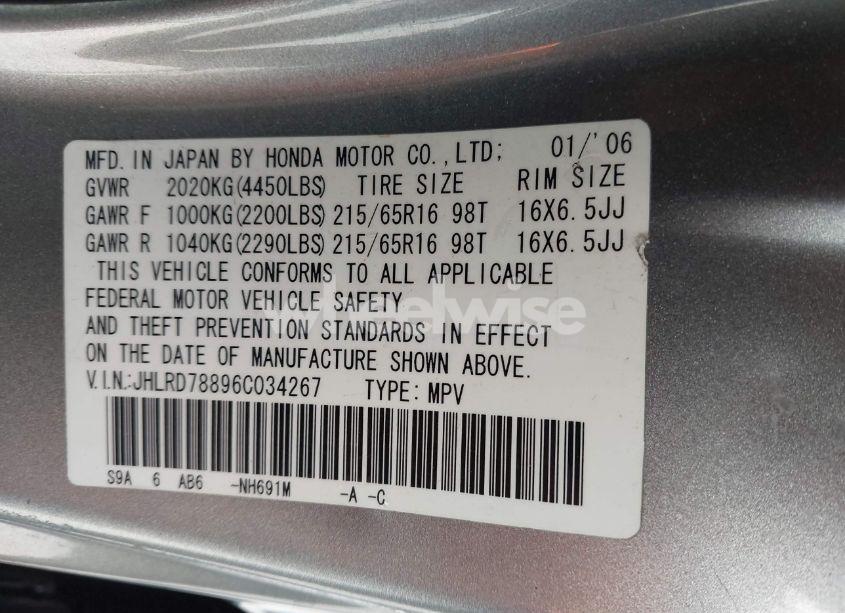 MFD. IN JAPAN BY HONDA MOTOR CO.,LTD; 01/'06
GVWR 2020KG(4450LBS) TIRE SIZE RIM SIZE
GAWR F 1000KG(2200LBS) 215/65R16 98T 16X6.5JJ
GAWR R 1040KG(2290LBS) 215/65R16 98T 16X6.5JJ
THIS VEHICLE CONFORMS TO ALL APPLICABLE
FEDERAL MOTOR VEHICLE SAFETY
AND THEFT PREVENTION STANDARDS IN EFFECT
ON THE DATE OF MANUFACTURE SHOWN ABOVE.
V.I.N.:JHLRD78896C034267 TYPE: MPV
S9A 6 AB6 -NH691M -A -C
wheelwise